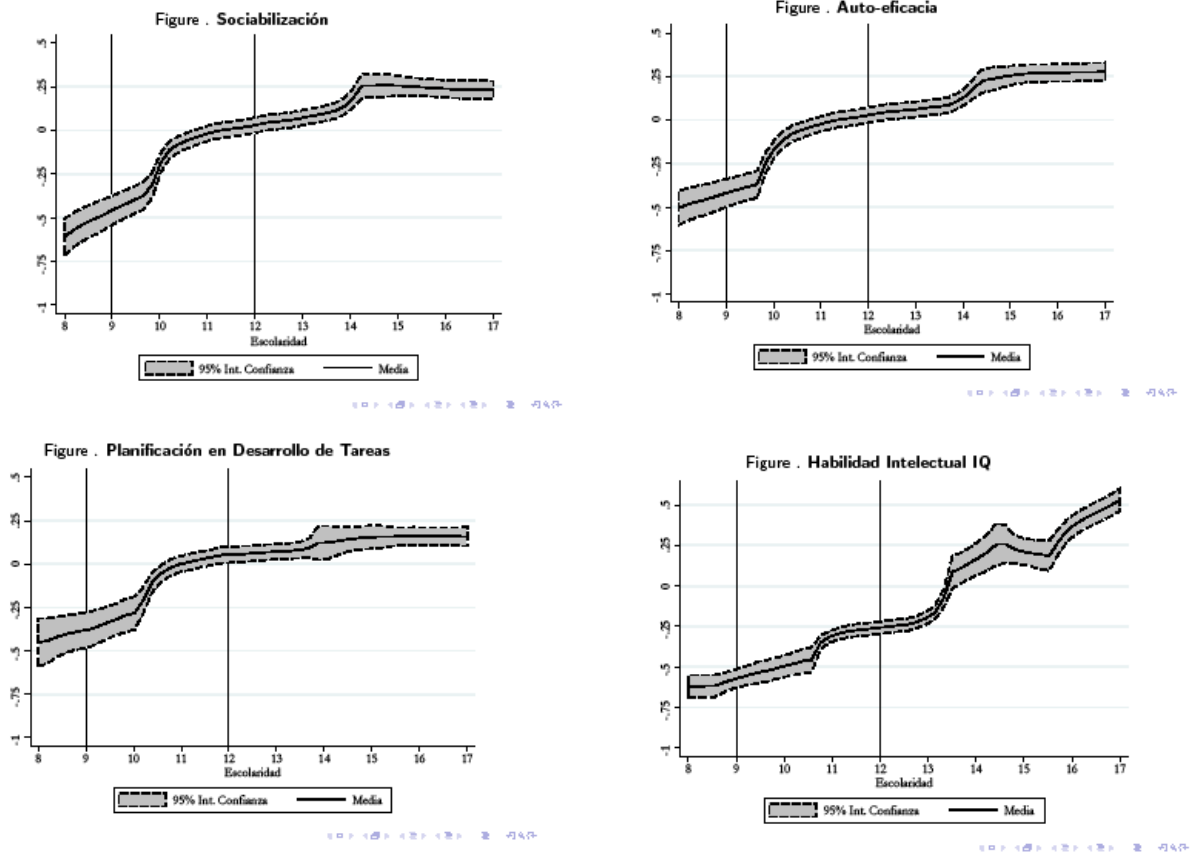 Figure . Sociabilización
.5
.25
0
-.25
-.5
-.75
-1
8 9 10 11 12 13 14 15 16 17
Escolaridad
95% Int. Confianza Media
Figure . Auto-eficacia
.5
.25
0
-.25
-.5
-.75
-1
8 9 10 11 12 13 14 15 16 17
Escolaridad
95% Int. Confianza Media
Figure . Planificación en Desarrollo de Tareas
.5
.25
0
-.25
-.5
-.75
-1
8 9 10 11 12 13 14 15 16 17
Escolaridad
95% Int. Confianza Media
Figure . Habilidad Intelectual IQ
.5
.25
0
-.25
-.5
-.75
-1
8 9 10 11 12 13 14 15 16 17
Escolaridad
95% Int. Confianza Media